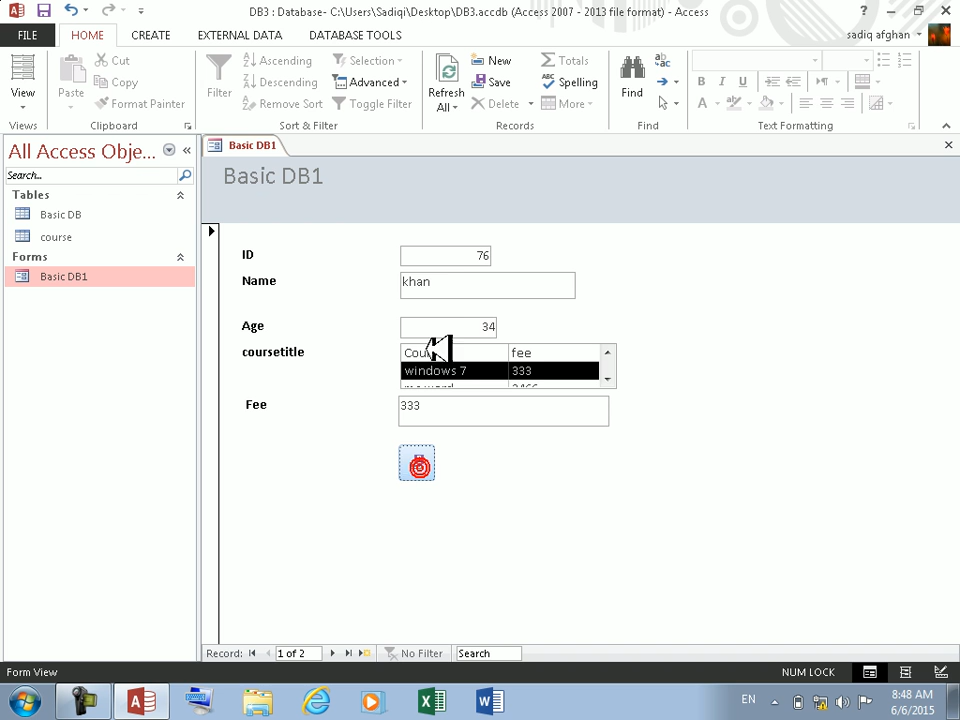 DB3 : Database- C:\Users\Sadiqi\Desktop\DB3.accdb (Access 2007 - 2013 file format) - Access
FILE HOME CREATE EXTERNAL DATA DATABASE TOOLS sadiq afghan
View
Views
Paste
Cut
Copy
Format Painter
Clipboard
Filter
Ascending
Descending
Remove Sort
Selection
Advanced
Toggle Filter
Sort & Filter
Refresh
All
New
Save
Delete
Totals
Spelling
More
Records
Find
Find
B I U
A
Text Formatting
All Access Obje...
Search..
Tables
Basic DB
course
Forms
Basic DB1
Basic DB1
Basic DB1
ID 76
Name khan
Age 34
coursetitle
fee
windows 7 333
Fee 333
Record: 1 of 2 No Filter Search
Form View NUM LOCK
EN 8:48 AM
6/6/2015